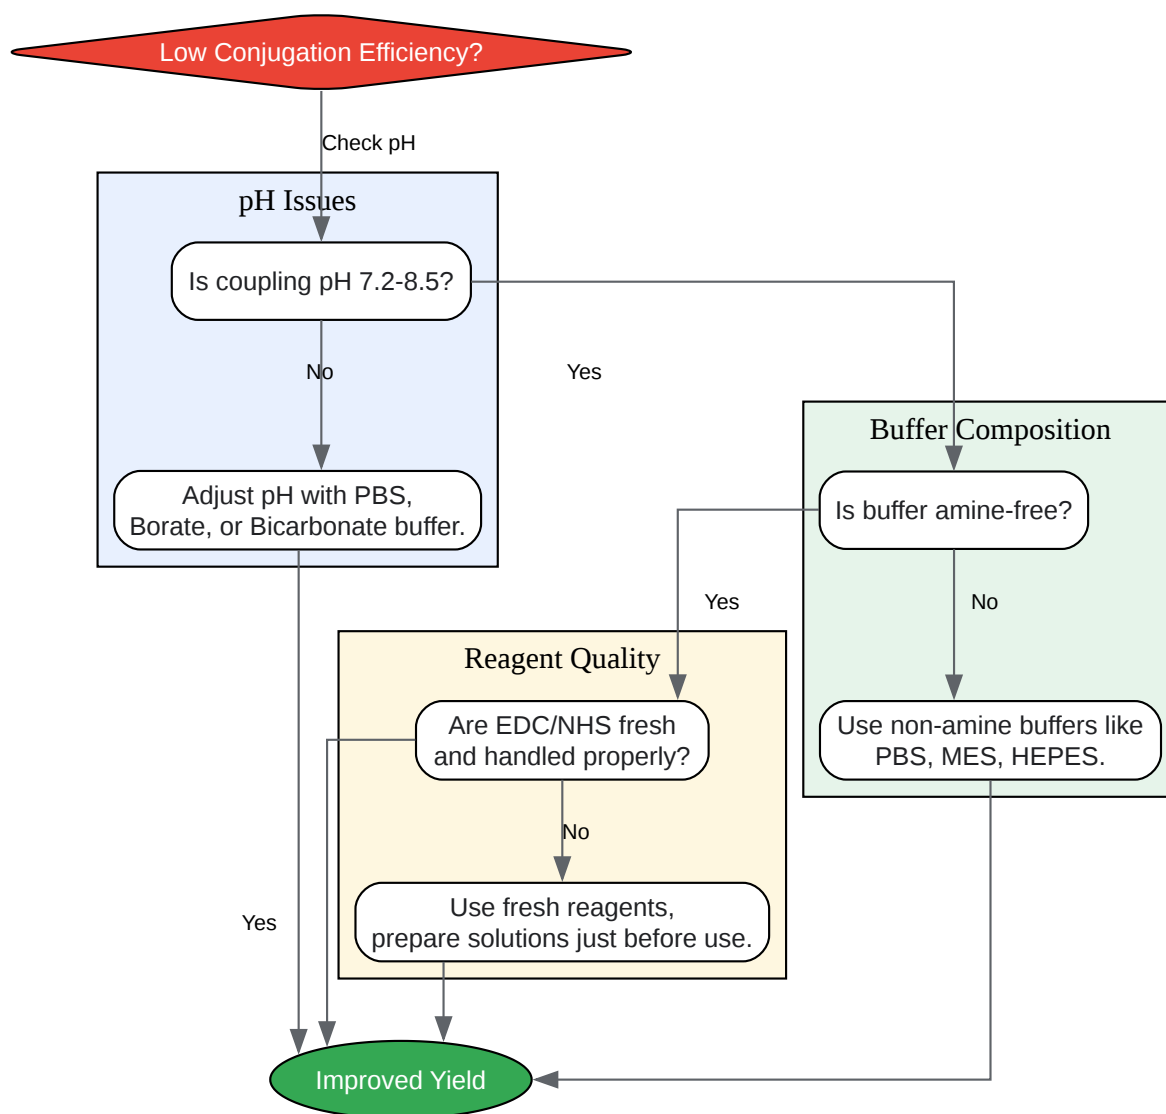 Low Conjugation Efficiency?
Check pH
pH Issues
Is coupling pH 7.2-8.5?
No
Yes
Adjust pH with PBS,
Borate, or Bicarbonate buffer.
Buffer Composition
Is buffer amine-free?
Yes
No
Use non-amine buffers like
PBS, MES, HEPES.
Reagent Quality
Are EDC/NHS fresh
and handled properly?
No
Yes
Use fresh reagents,
prepare solutions just before use.
Improved Yield